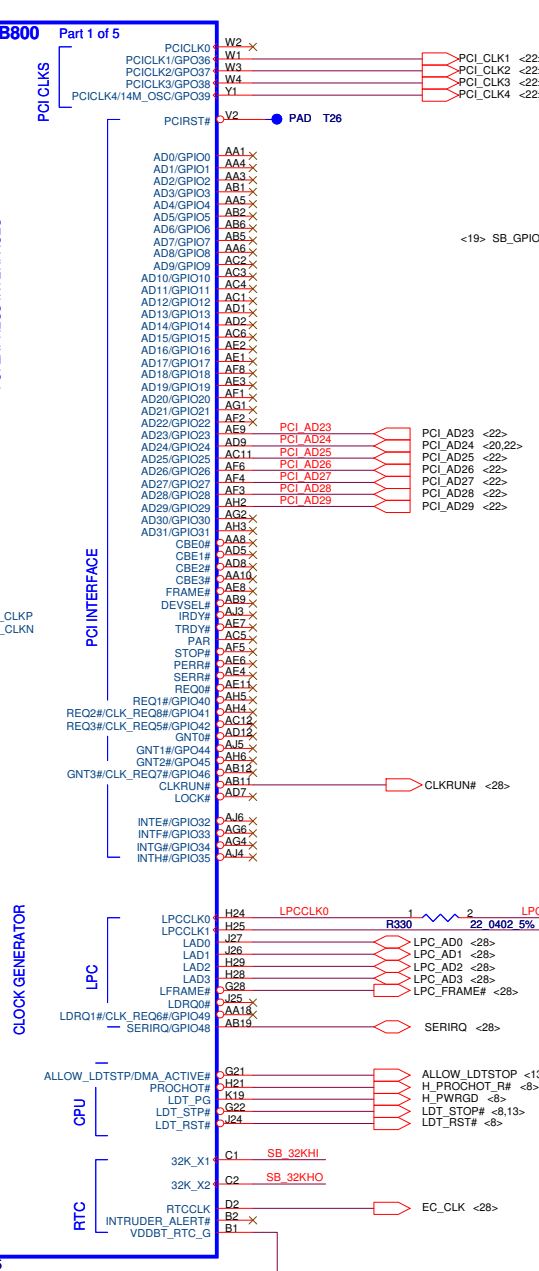 B800 Part 1 of 5
PCI CLKS
PCICLK0 W2
PCICLK1/GPO36 W1 PCI_CLK1 <22
PCICLK2/GPO37 W3 PCI_CLK2 <22
PCICLK3/GPO38 W4 PCI_CLK3 <22
PCICLK4/14M_OSC/GPO39 Y1 PCI_CLK4 <22
PCIRST# V2 PAD T26
PCI INTERFACE
AD0/GPIO0 AA1
AD1/GPIO1 AA4
AD2/GPIO2 AA3
AD3/GPIO3 AB1
AD4/GPIO4 AA5
AD5/GPIO5 AB2
AD6/GPIO6 AB6
AD7/GPIO7 AB5 <19> SB_GPIO
AD8/GPIO8 AA6
AD9/GPIO9 AC2
AD10/GPIO10 AC3
AD11/GPIO11 AC4
AD12/GPIO12 AC1
AD13/GPIO13 AD1
AD14/GPIO14 AD2
AD15/GPIO15 AC6
AD16/GPIO16 AE2
AD17/GPIO17 AE1
AD18/GPIO18 AF8
AD19/GPIO19 AE3
AD20/GPIO20 AF1
AD21/GPIO21 AG1
AD22/GPIO22 AF2
AD23/GPIO23 AE9 PCI_AD23 PCI_AD23 <22>
AD24/GPIO24 AD9 PCI_AD24 PCI_AD24 <20,22>
AD25/GPIO25 AC11 PCI_AD25 PCI_AD25 <22>
AD26/GPIO26 AF6 PCI_AD26 PCI_AD26 <22>
AD27/GPIO27 AF4 PCI_AD27 PCI_AD27 <22>
AD28/GPIO28 AF3 PCI_AD28 PCI_AD28 <22>
AD29/GPIO29 AH2 PCI_AD29 PCI_AD29 <22>
AD30/GPIO30 AG2
AD31/GPIO31 AH3
CBE0# AA8
CBE1# AD5
CBE2# AD8
CBE3# AA10
FRAME# AE8
DEVSEL# AB9
_CLKP IRDY# AJ3
_CLKN TRDY# AE7
PAR AC5
STOP# AF5
PERR# AE6
SERR# AE4
REQ0# AE11
REQ1#/GPIO40 AH5
REQ2#/CLK_REQ8#/GPIO41 AH4
REQ3#/CLK_REQ5#/GPIO42 AC12
GNT0# AD12
GNT1#/GPO44 AJ5
GNT2#/GPO45 AH6
GNT3#/CLK_REQ7#/GPIO46 AB12
CLKRUN# AB11 CLKRUN# <28>
LOCK# AD7
INTE#/GPIO32 AJ6
INTF#/GPIO33 AG6
INTG#/GPIO34 AG4
INTH#/GPIO35 AJ4
CLOCK GENERATOR
LPC
LPCCLK0 H24 LPCCLK0 1 2 LPC
LPCCLK1 H25 R330 22_0402_5%
LAD0 J27 LPC_AD0 <28>
LAD1 J26 LPC_AD1 <28>
LAD2 H29 LPC_AD2 <28>
LAD3 H28 LPC_AD3 <28>
LFRAME# G28 LPC_FRAME# <28>
LDRQ0# J25
LDRQ1#/CLK_REQ6#/GPIO49 AA18
SERIRQ/GPIO48 AB19 SERIRQ <28>
CPU
ALLOW_LDTSTP/DMA_ACTIVE# G21 ALLOW_LDTSTOP <13
PROCHOT# H21 H_PROCHOT_R# <8>
LDT_PG K19 H_PWRGD <8>
LDT_STP# G22 LDT_STOP# <8,13>
LDT_RST# J24 LDT_RST# <8>
RTC
32K_X1 C1 SB_32KHI
32K_X2 C2 SB_32KHO
RTCCLK D2 EC_CLK <28>
INTRUDER_ALERT# B2
VDDBT_RTC_G B1